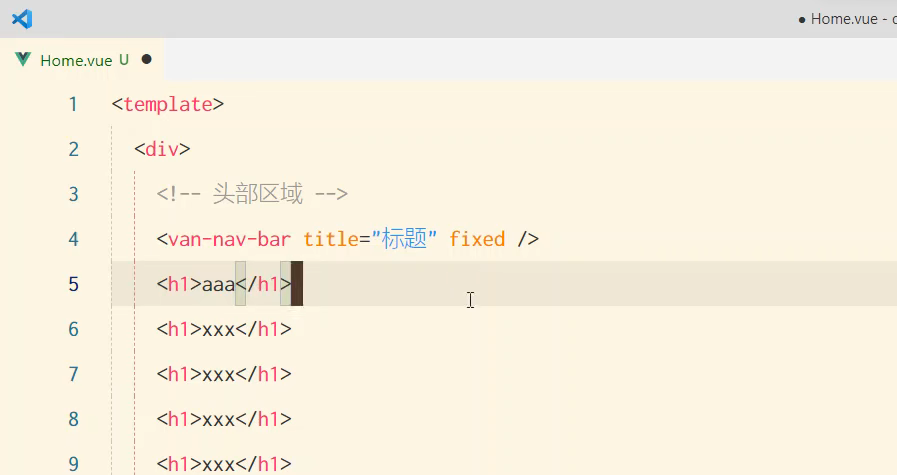 ● Home.vue -
Home.vue U ●
1 <template>
2 <div>
3 <!-- 头部区域 -->
4 <van-nav-bar title="标题" fixed />
5 <h1>aaa</h1>
6 <h1>xxx</h1>
7 <h1>xxx</h1>
8 <h1>xxx</h1>
9 <h1>xxx</h1>